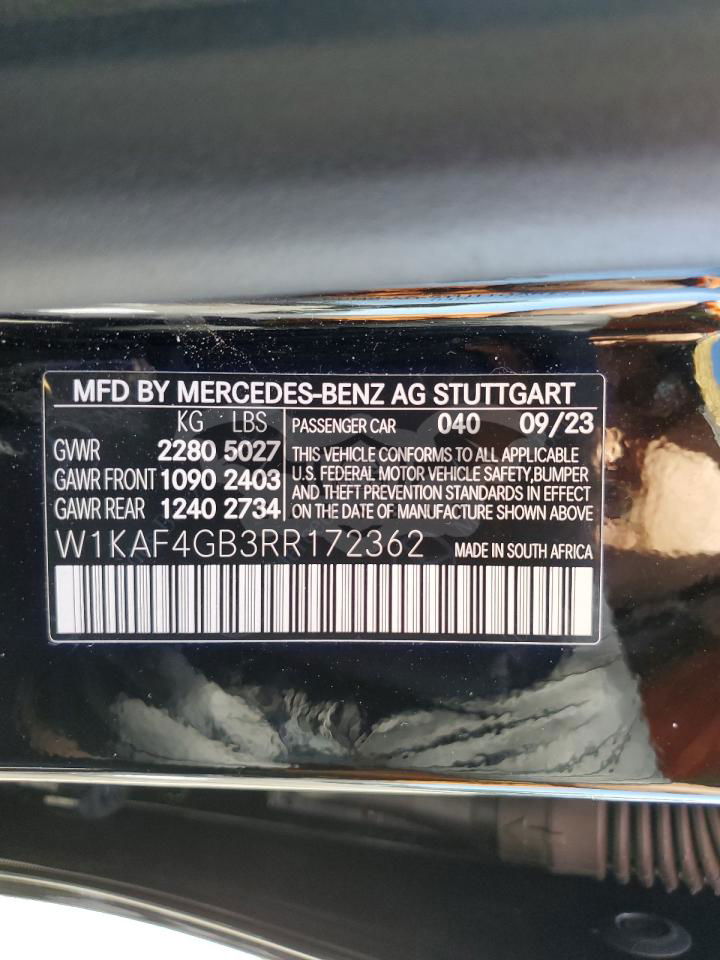 MFD BY MERCEDES-BENZ AG STUTTGART
KG LBS
GVWR 2280 5027
GAWR FRONT 1090 2403
GAWR REAR 1240 2734
PASSENGER CAR 040 09/23
THIS VEHICLE CONFORMS TO ALL APPLICABLE
U.S. FEDERAL MOTOR VEHICLE SAFETY, BUMPER
AND THEFT PREVENTION STANDARDS IN EFFECT
ON THE DATE OF MANUFACTURE SHOWN ABOVE
W1KAF4GB3RR172362 MADE IN SOUTH AFRICA